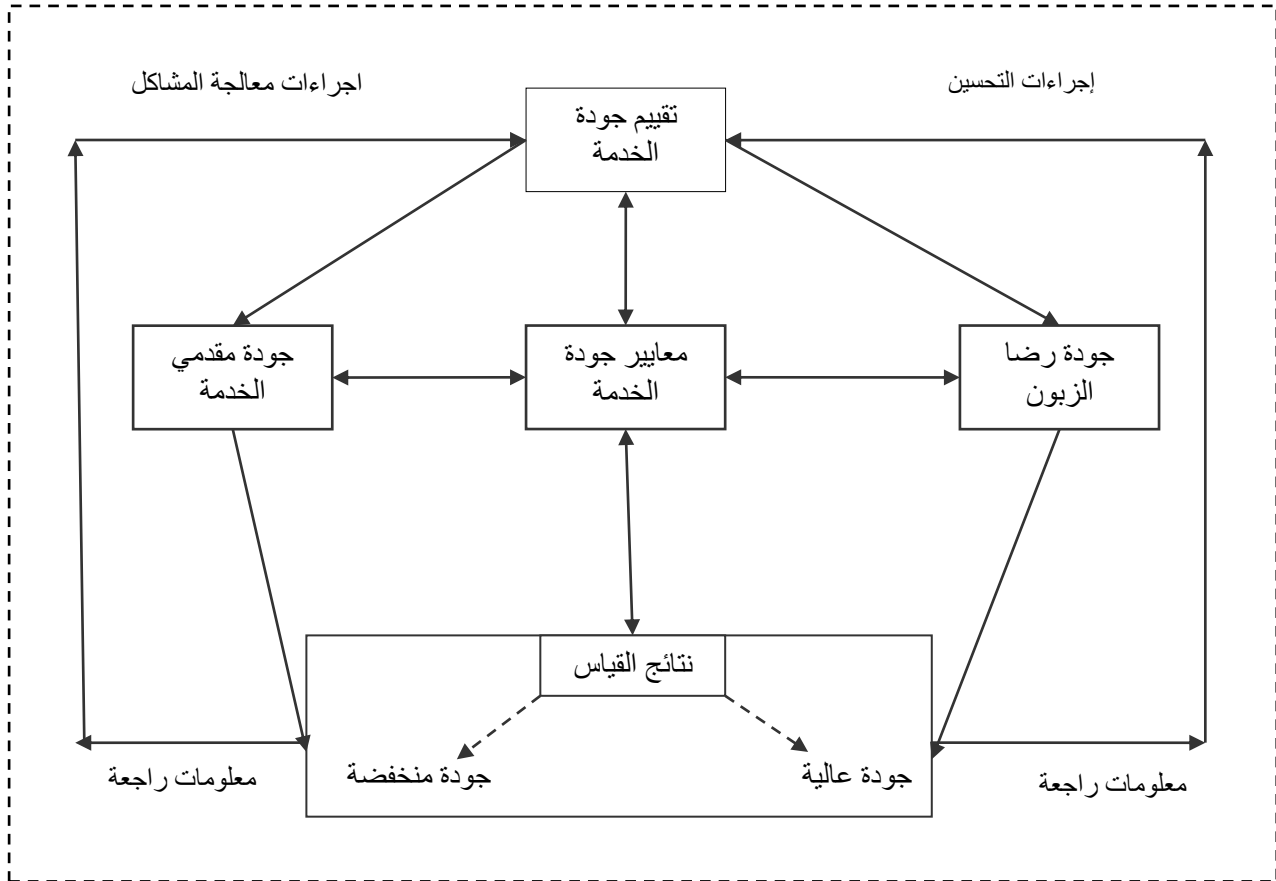 إجراءات التحسين
اجراءات معالجة المشاكل
تقييم جودة
الخدمة
جودة رضا
الزبون
معايير جودة
الخدمة
جودة مقدمي
الخدمة
نتائج القياس
جودة عالية
جودة منخفضة
معلومات راجعة
معلومات راجعة